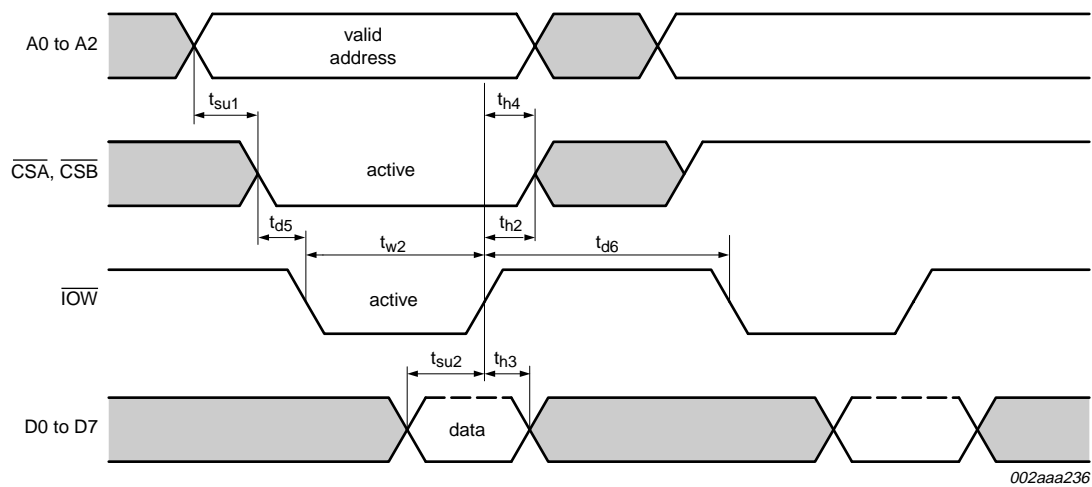 A0 to A2
valid
address
tsu1
th4
CSA, CSB
active
td5
tw2
th2
td6
IOW
active
tsu2
th3
D0 to D7
data
002aaa236